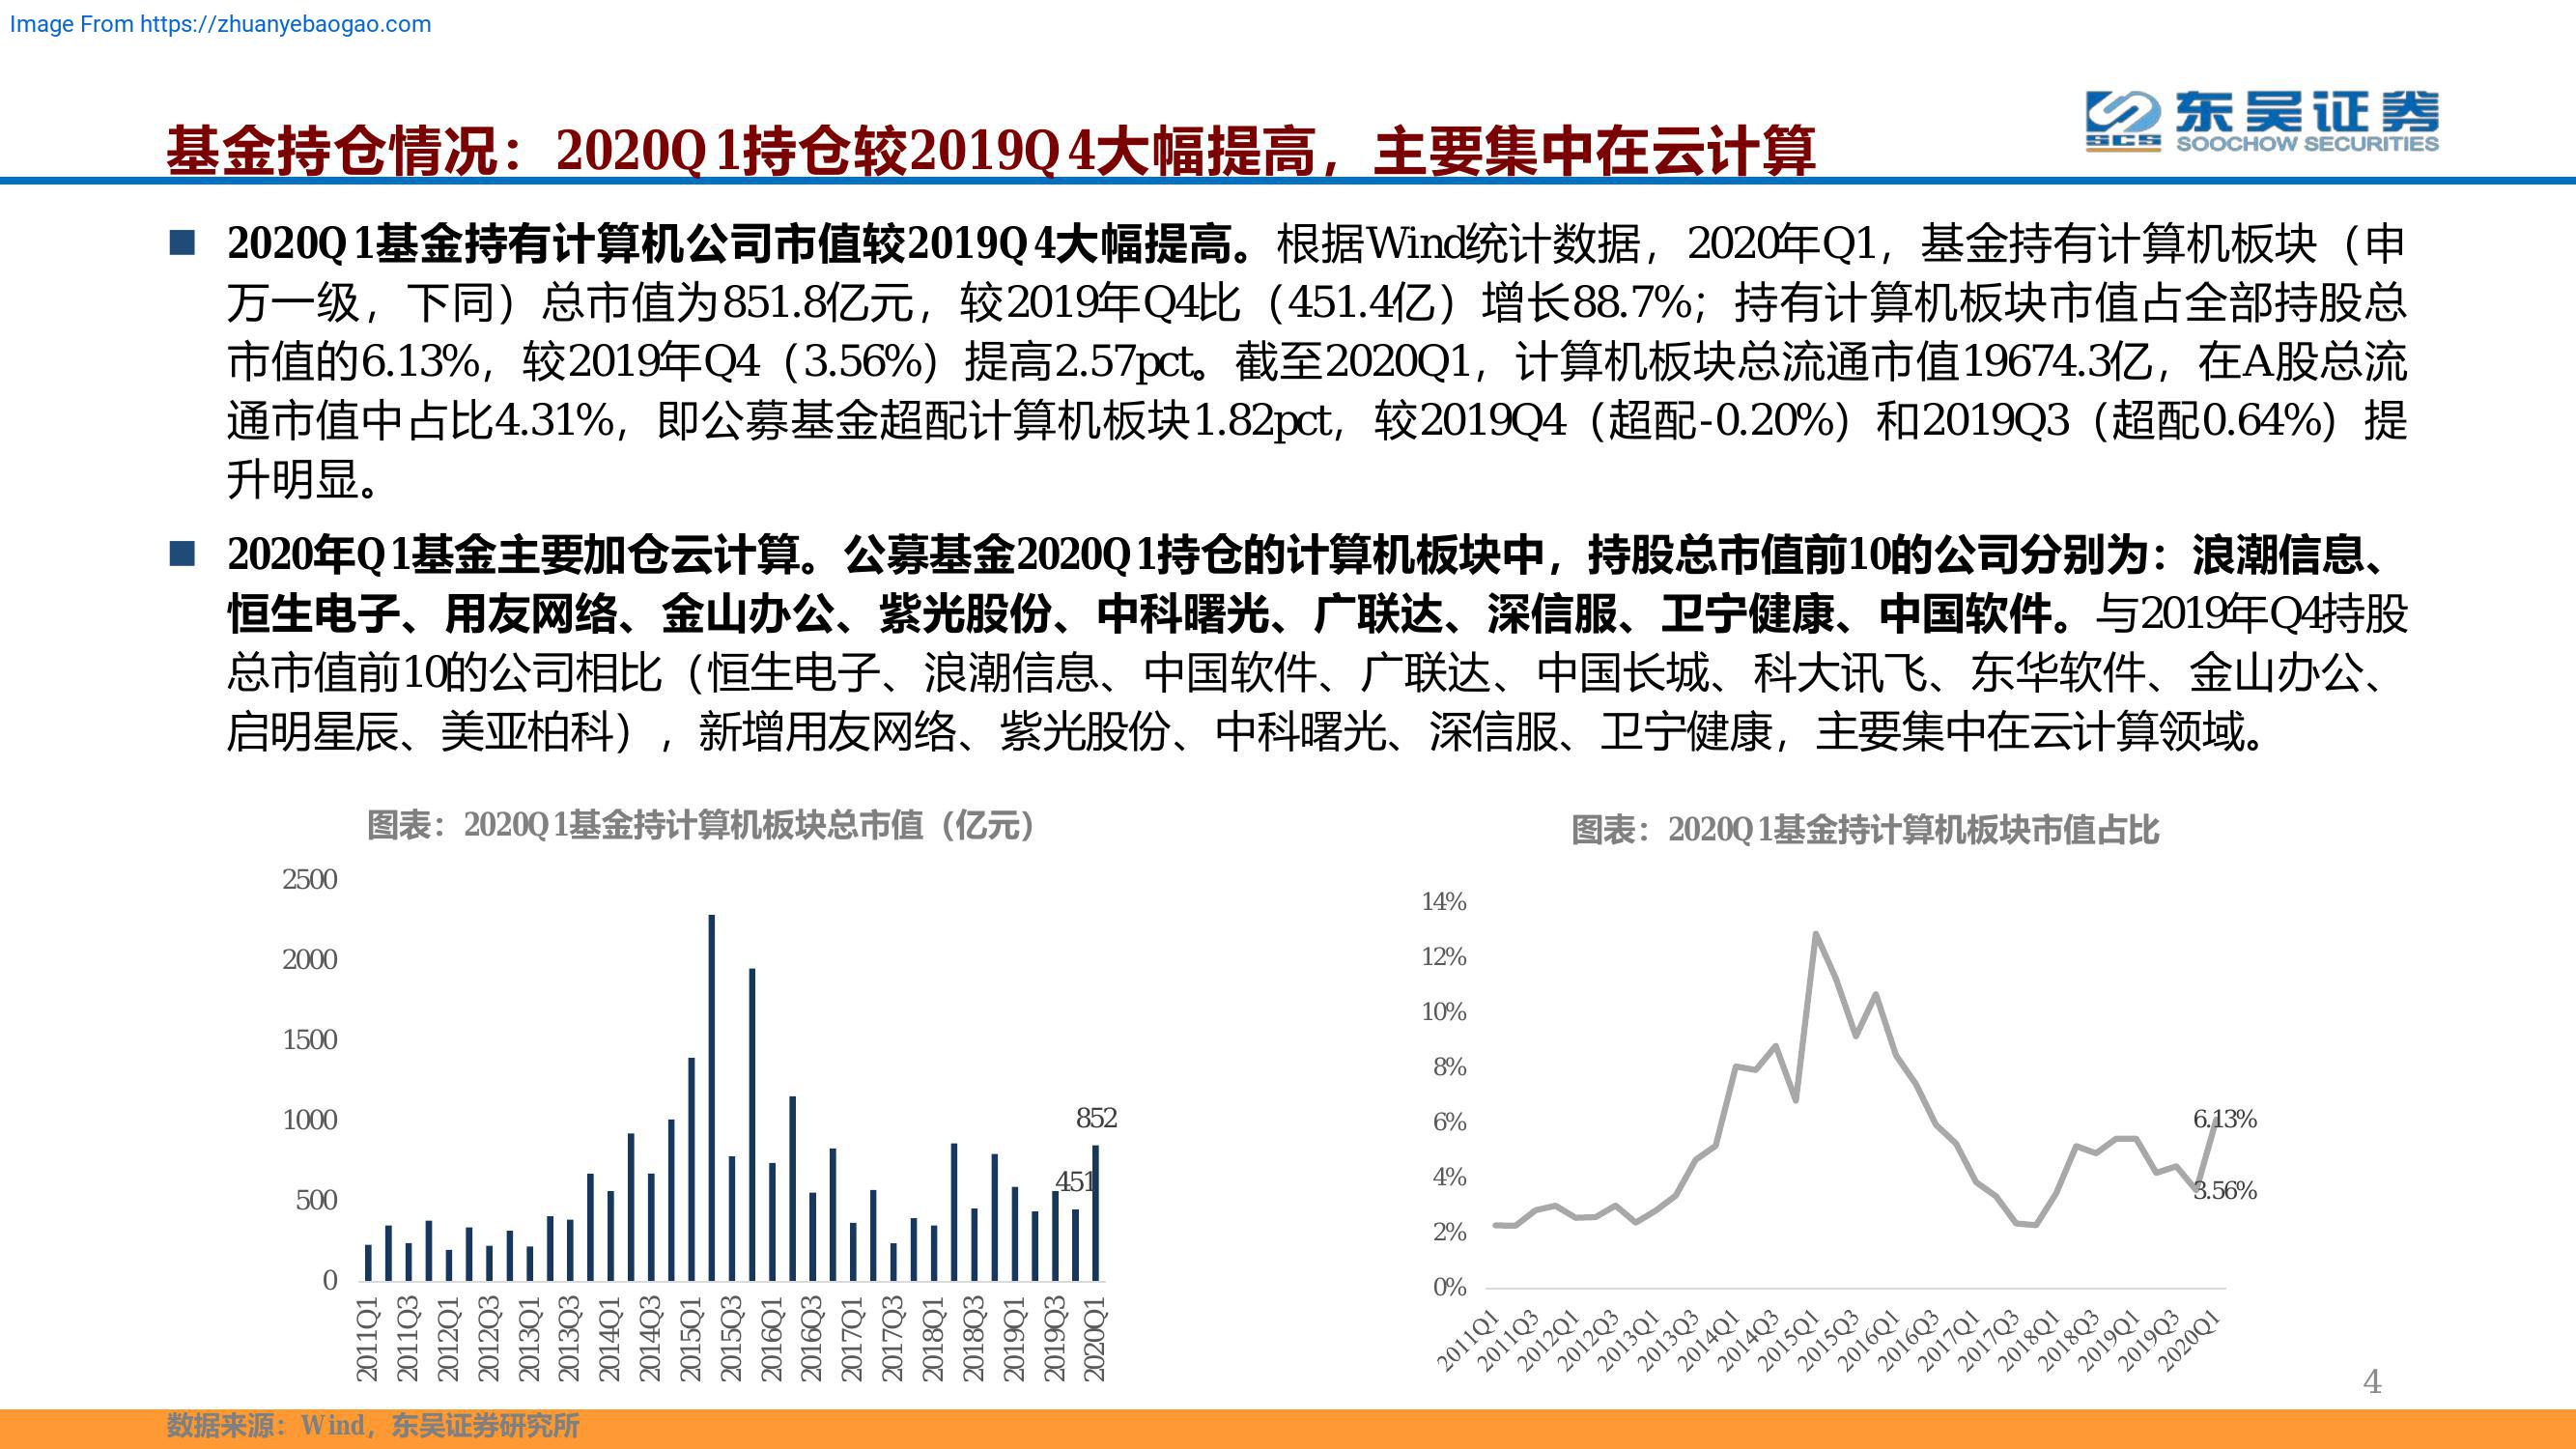 Image From https://zhuanyebaogao.com
东吴证券
SCS SOOCHOW SECURITIES
基金持仓情况：2020Q1持仓较2019Q4大幅提高，主要集中在云计算
2020Q1基金持有计算机公司市值较2019Q4大幅提高。根据Wind统计数据，2020年Q1，基金持有计算机板块（申
万一级，下同）总市值为851.8亿元，较2019年Q4比（451.4亿）增长88.7%；持有计算机板块市值占全部持股总
市值的6.13%，较2019年Q4（3.56%）提高2.57pct。截至2020Q1，计算机板块总流通市值19674.3亿，在A股总流
通市值中占比4.31%，即公募基金超配计算机板块1.82pct，较2019Q4（超配-0.20%）和2019Q3（超配0.64%）提
升明显。
2020年Q1基金主要加仓云计算。公募基金2020Q1持仓的计算机板块中，持股总市值前10的公司分别为：浪潮信息、
恒生电子、用友网络、金山办公、紫光股份、中科曙光、广联达、深信服、卫宁健康、中国软件。与2019年Q4持股
总市值前10的公司相比（恒生电子、浪潮信息、中国软件、广联达、中国长城、科大讯飞、东华软件、金山办公、
启明星辰、美亚柏科），新增用友网络、紫光股份、中科曙光、深信服、卫宁健康，主要集中在云计算领域。
图表：2020Q1基金持计算机板块总市值（亿元）
2500
2000
1500
1000
500
0
852
451
2011Q1
2011Q3
2012Q1
2012Q3
2013Q1
2013Q3
2014Q1
2014Q3
2015Q1
2015Q3
2016Q1
2016Q3
2017Q1
2017Q3
2018Q1
2018Q3
2019Q1
2019Q3
2020Q1
图表：2020Q1基金持计算机板块市值占比
14%
12%
10%
8%
6%
4%
2%
0%
6.13%
3.56%
2011Q1
2011Q3
2012Q1
2012Q3
2013Q1
2013Q3
2014Q1
2014Q3
2015Q1
2015Q3
2016Q1
2016Q3
2017Q1
2017Q3
2018Q1
2018Q3
2019Q1
2019Q3
2020Q1
4
数据来源：Wind，东吴证券研究所